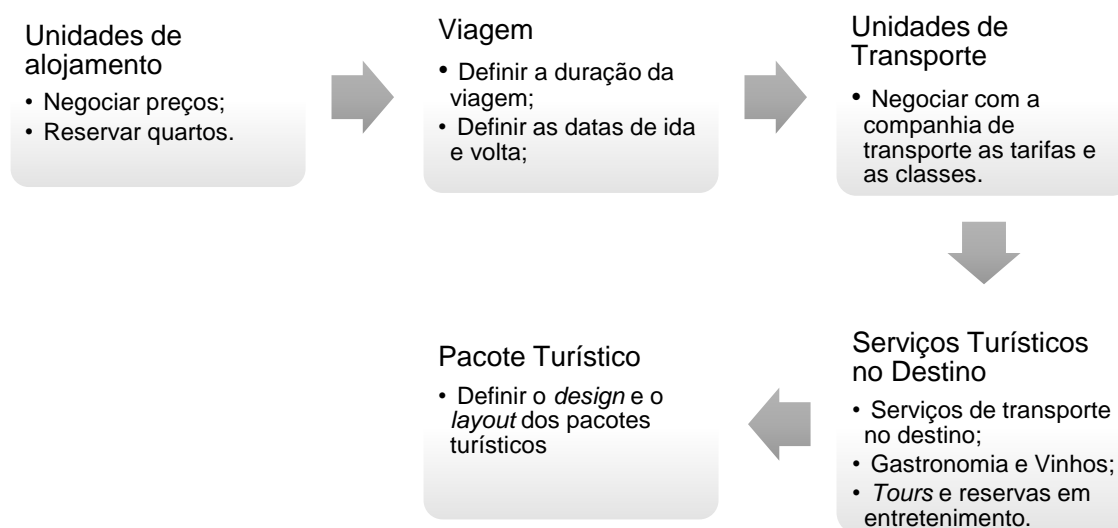 Unidades de
alojamento
• Negociar preços;
• Reservar quartos.
Viagem
• Definir a duração da
viagem;
• Definir as datas de ida
e volta;
Unidades de
Transporte
• Negociar com a
companhia de
transporte as tarifas e
as classes.
Serviços Turísticos
no Destino
• Serviços de transporte
no destino;
• Gastronomia e Vinhos;
• Tours e reservas em
entretenimento.
Pacote Turístico
• Definir o design e o
layout dos pacotes
turísticos